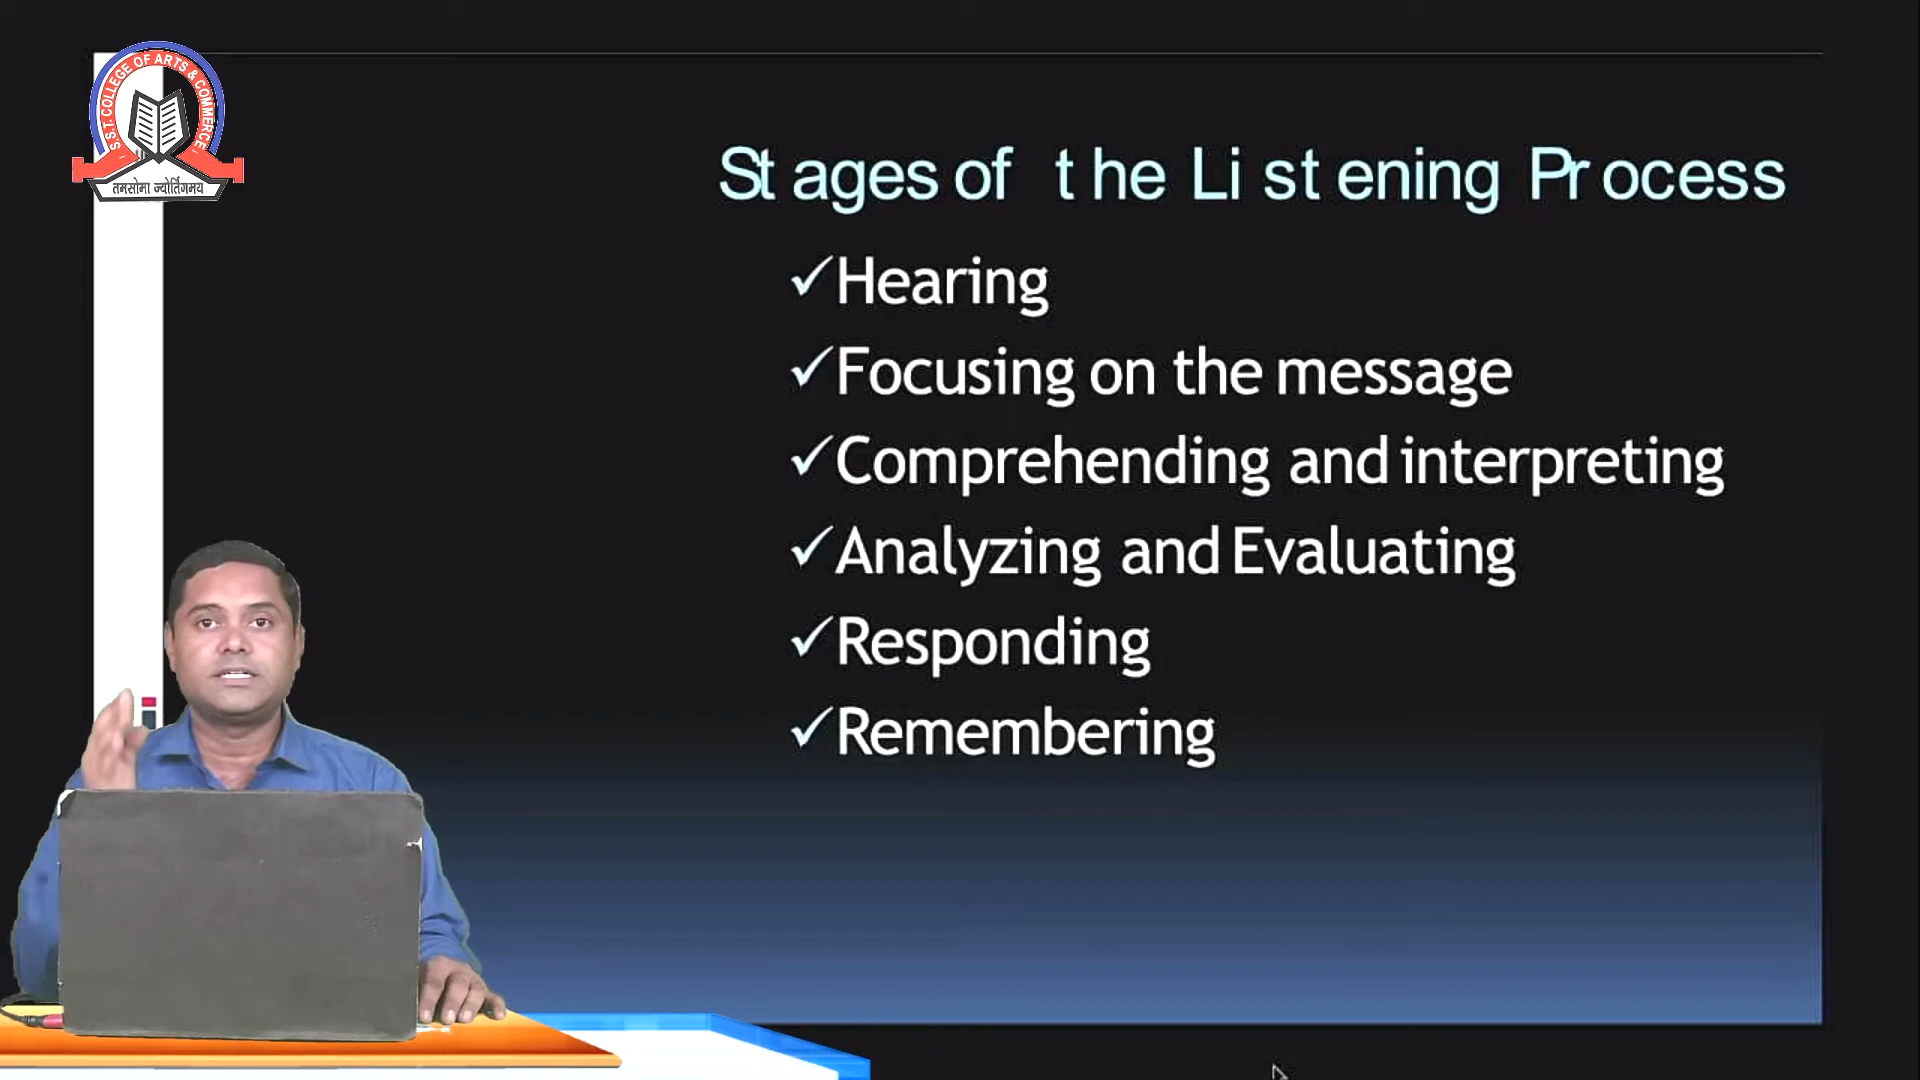 S.S.T. COLLEGE OF ARTS & COMMERCE
तमसोमा ज्योर्तिगमय
Stages of the Listening Process
✓Hearing
✓Focusing on the message
✓Comprehending and interpreting
✓Analyzing and Evaluating
✓Responding
✓Remembering